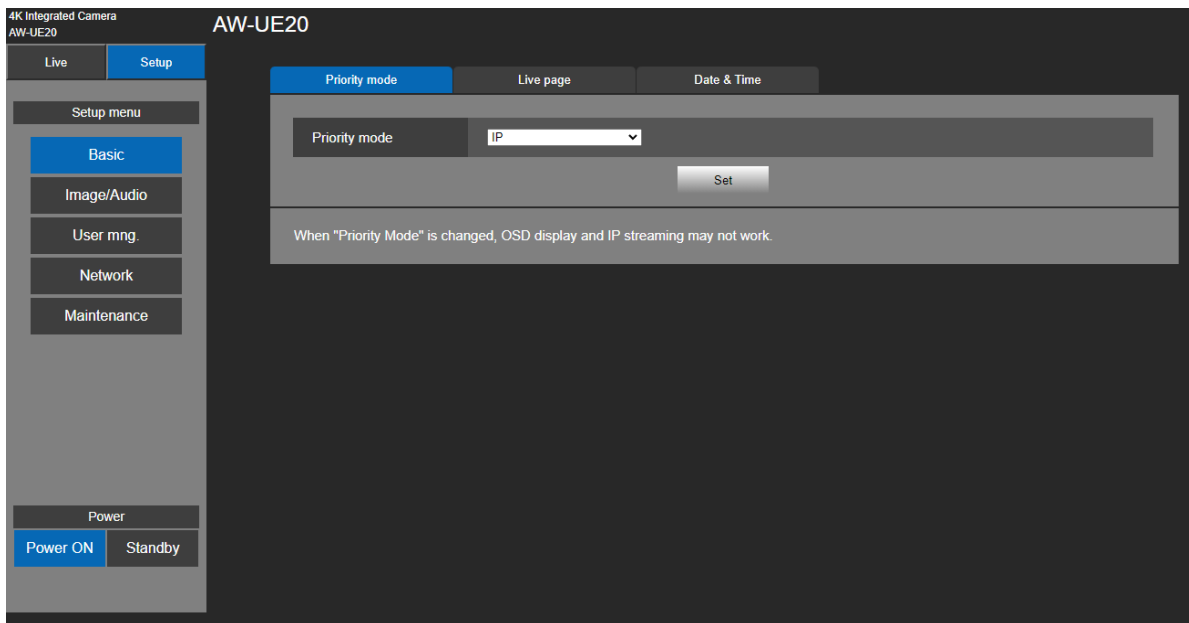 4K Integrated Camera
AW-UE20
AW-UE20
Live Setup
Setup menu
Basic
Image/Audio
User mng.
Network
Maintenance
Power
Power ON Standby
Priority mode Live page Date & Time
Priority mode IP
Set
When "Priority Mode" is changed, OSD display and IP streaming may not work.